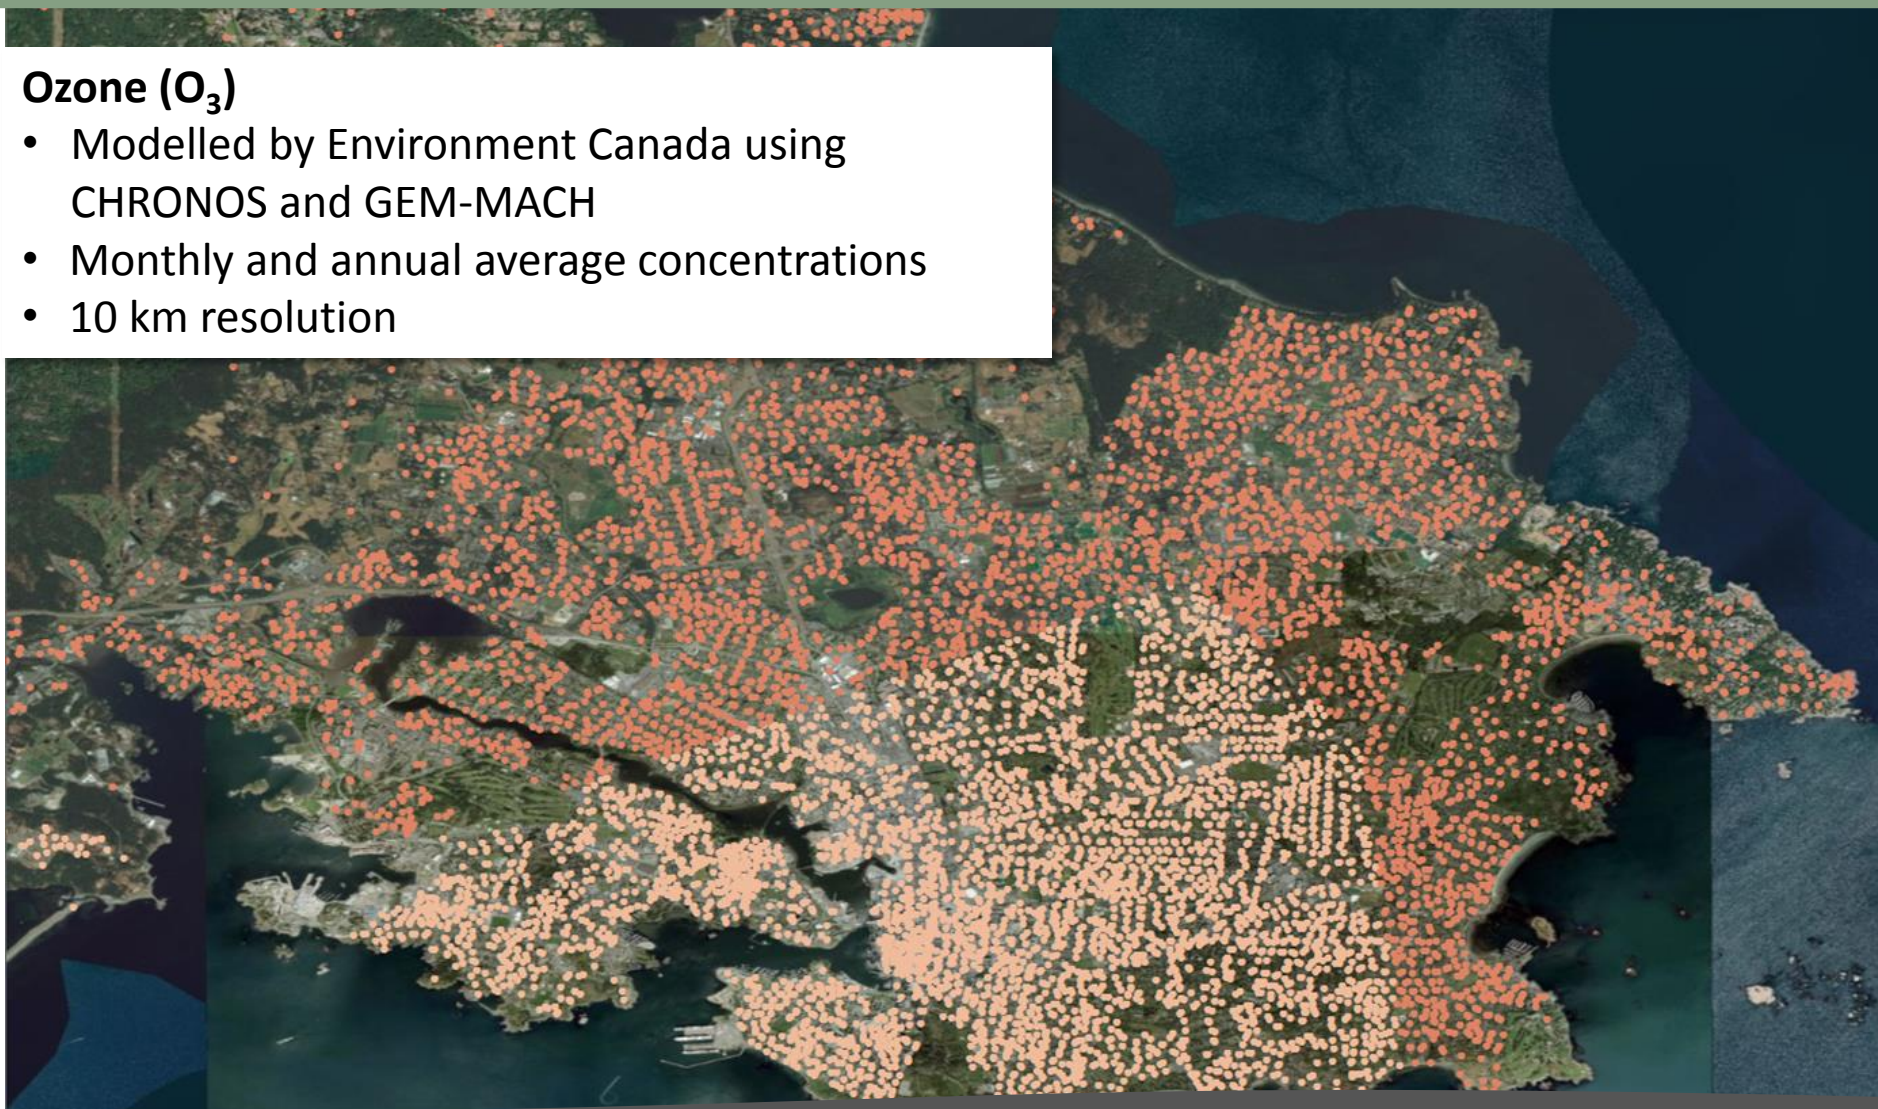 Ozone (O₃)
• Modelled by Environment Canada using
CHRONOS and GEM-MACH
• Monthly and annual average concentrations
• 10 km resolution